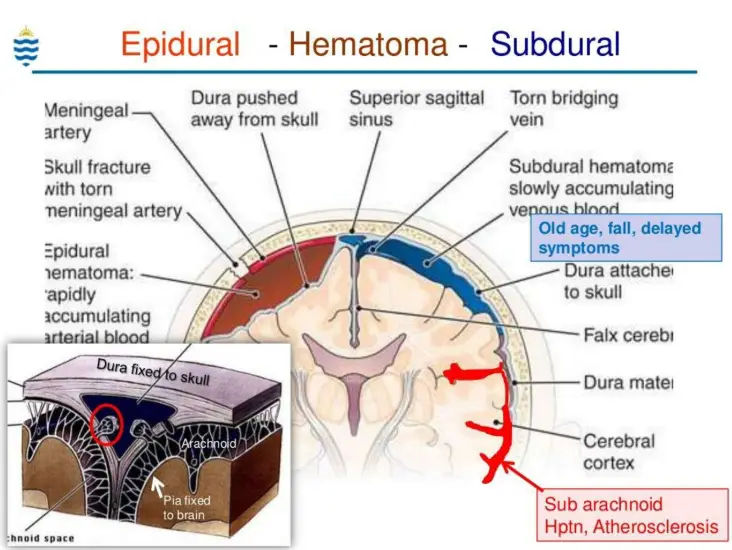 Epidural - Hematoma - Subdural
Meningeal
artery
Dura pushed
away from skull
Superior sagittal
sinus
Torn bridging
vein
Skull fracture
with torn
meningeal artery
Subdural hematoma
slowly accumulating
venous blood
Old age, fall, delayed
symptoms
Epidural
hematoma:
rapidly
accumulating
arterial blood
Dura attache
to skull
Falx cerebr
Dura mater
Cerebral
cortex
Dura fixed to skull
Arachnoid
Pia fixed
to brain
chnoid space
Sub arachnoid
Hptn, Atherosclerosis